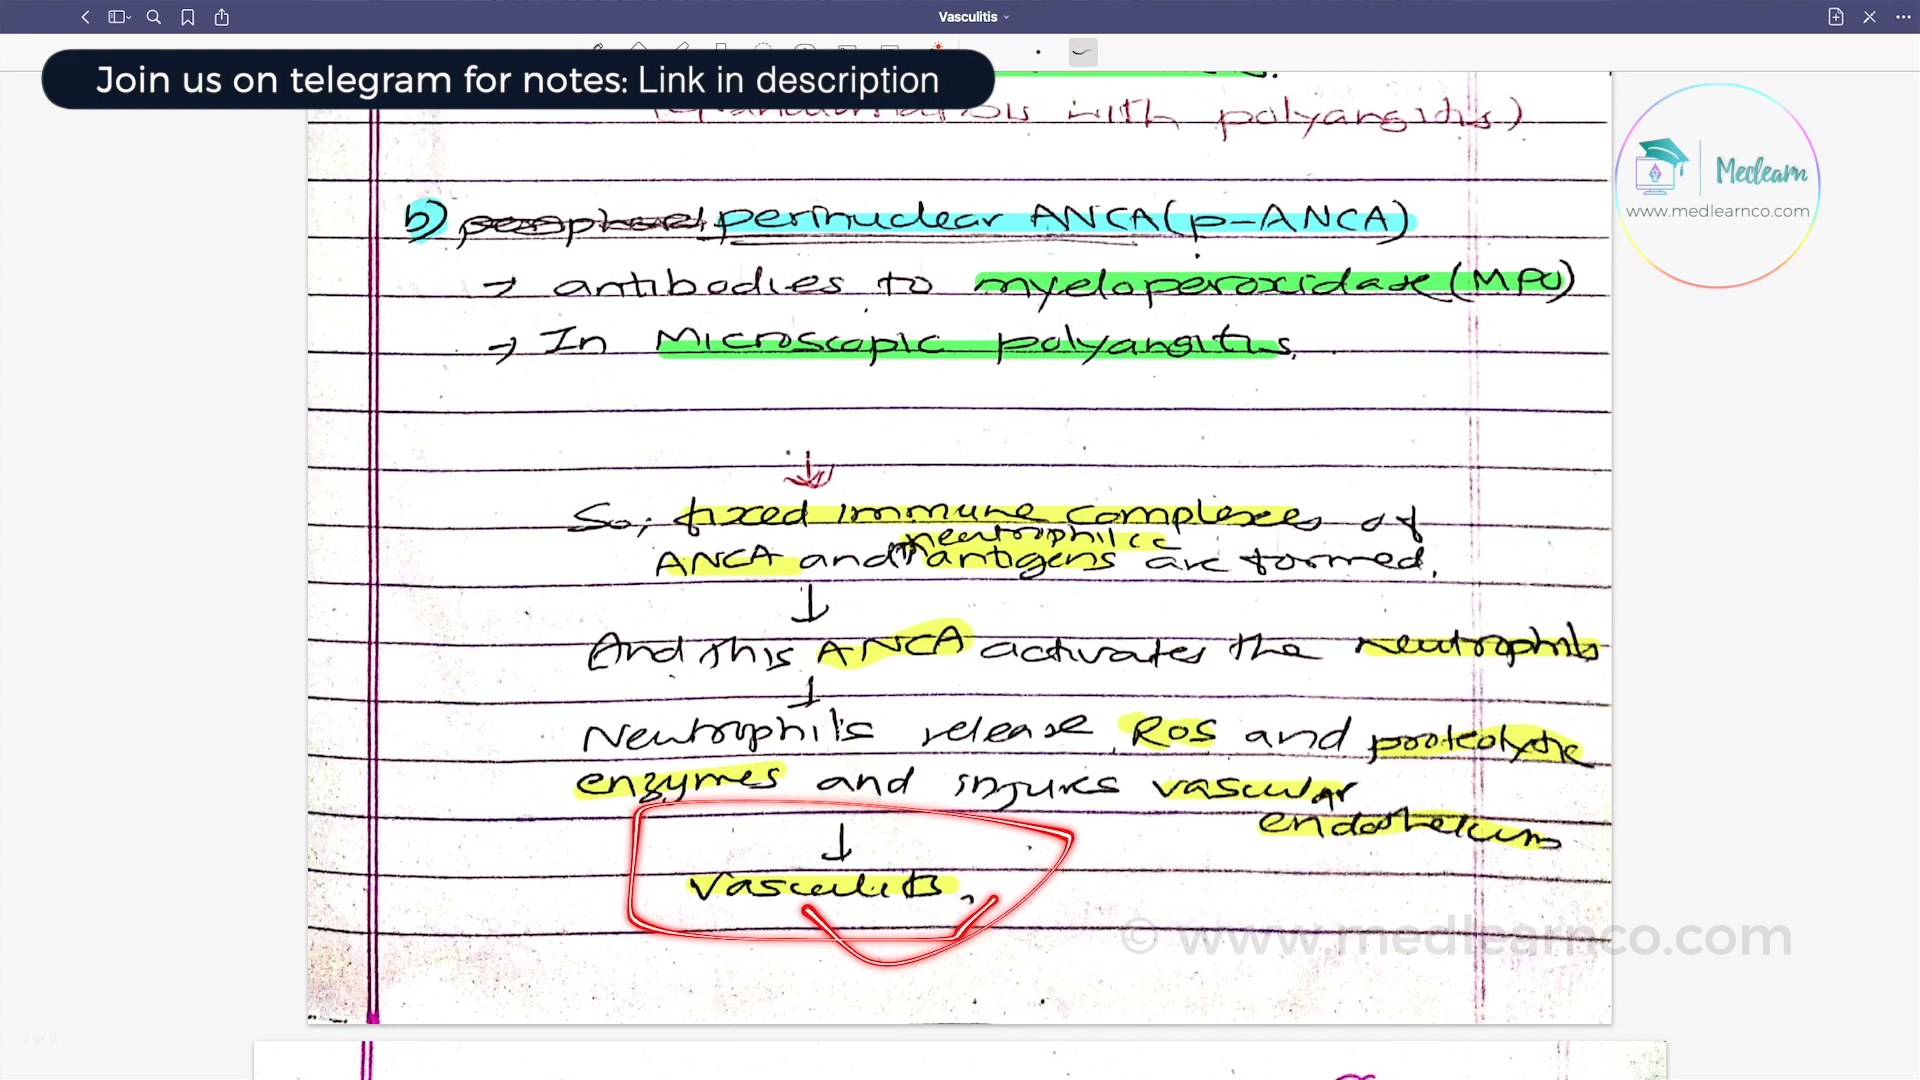 Vasculitis
Join us on telegram for notes: Link in description
with polyangitis)
Medlearn
www.medlearnco.com
b) perinuclear ANCA (p-ANCA)
→ antibodies to myeloperoxidase (MPO)
→ In Microscopic polyangitis.
So, fixed immune complexes of
ANCA and neutrophilic antigens are formed.
And this ANCA activates the neutrophils
Neutrophils release ROS and proteolytic
enzymes and injures vascular
endothelium
vasculitis.
© www.medlearnco.com